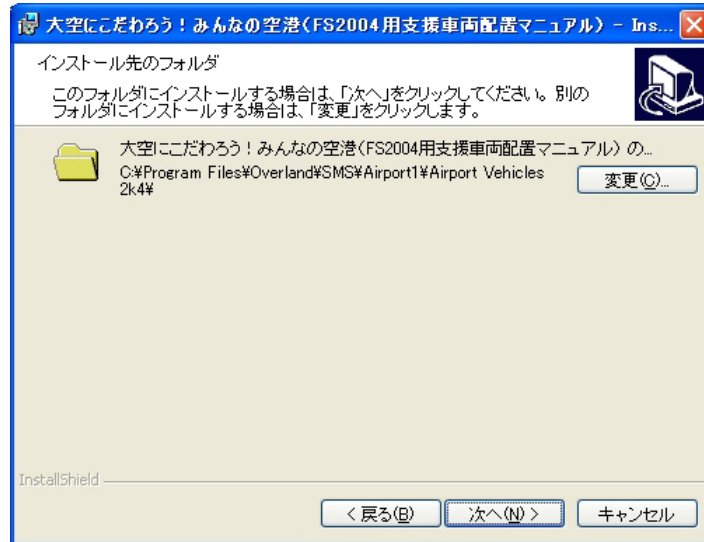 大空にこだわろう！みんなの空港（FS2004用支援車両配置マニュアル） - Ins...
インストール先のフォルダ
このフォルダにインストールする場合は、「次へ」をクリックしてください。別の
フォルダにインストールする場合は、「変更」をクリックします。
大空にこだわろう！みんなの空港（FS2004用支援車両配置マニュアル） の...
C:¥Program Files¥Overland¥SMS¥Airport1¥Airport Vehicles
2k4¥
変更(C)...
InstallShield
< 戻る(B)
次へ(N) >
キャンセル